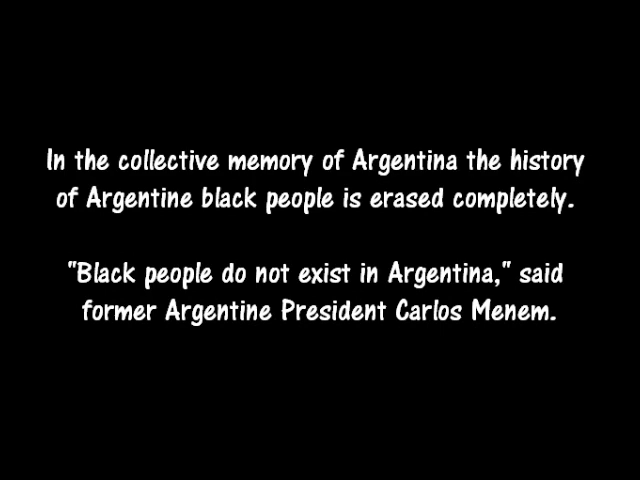 In the collective memory of Argentina the history
of Argentine black people is erased completely.
"Black people do not exist in Argentina," said
former Argentine President Carlos Menem.